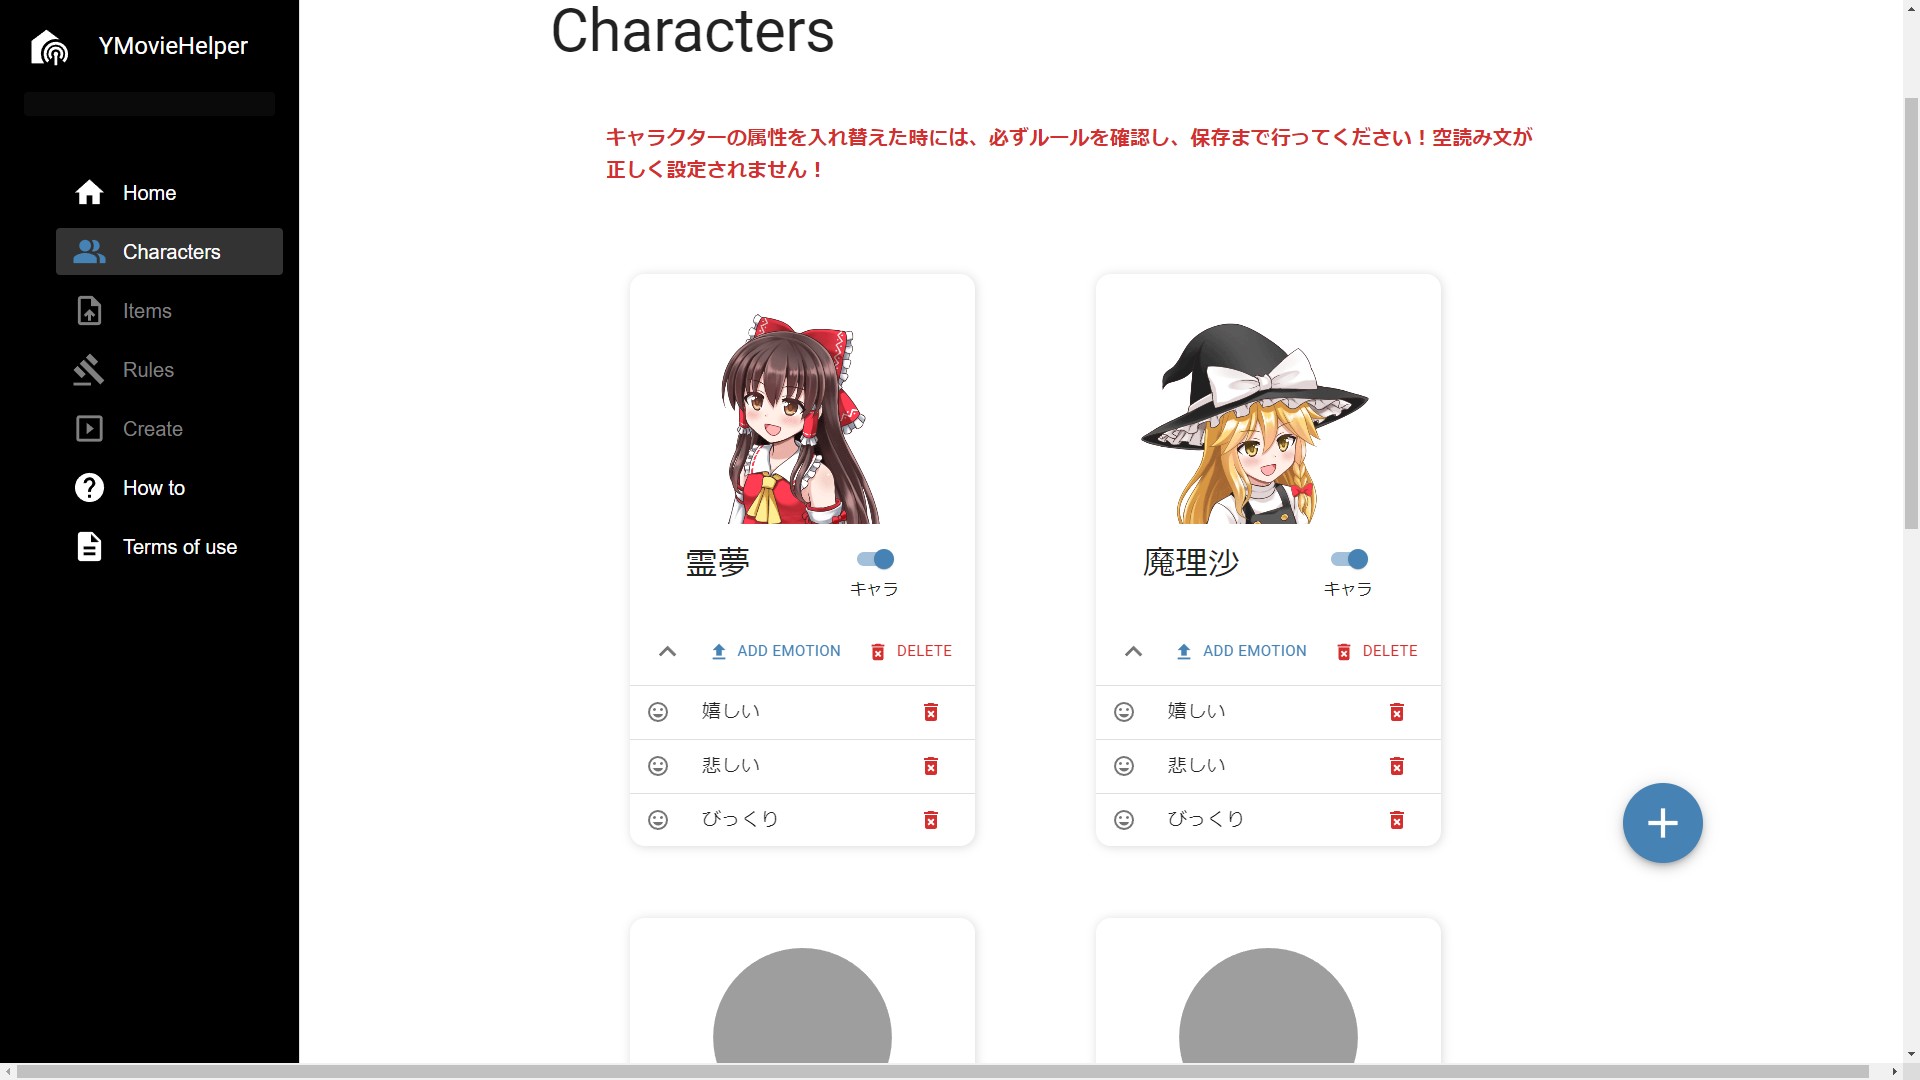 YMovieHelper
Home
Characters
Items
Rules
Create
How to
Terms of use
Characters
キャラクターの属性を入れ替えた時には、必ずルールを確認し、保存まで行ってください！空読み文が
正しく設定されません！
霊夢
キャラ
ADD EMOTION
DELETE
嬉しい
悲しい
びっくり
魔理沙
キャラ
ADD EMOTION
DELETE
嬉しい
悲しい
びっくり